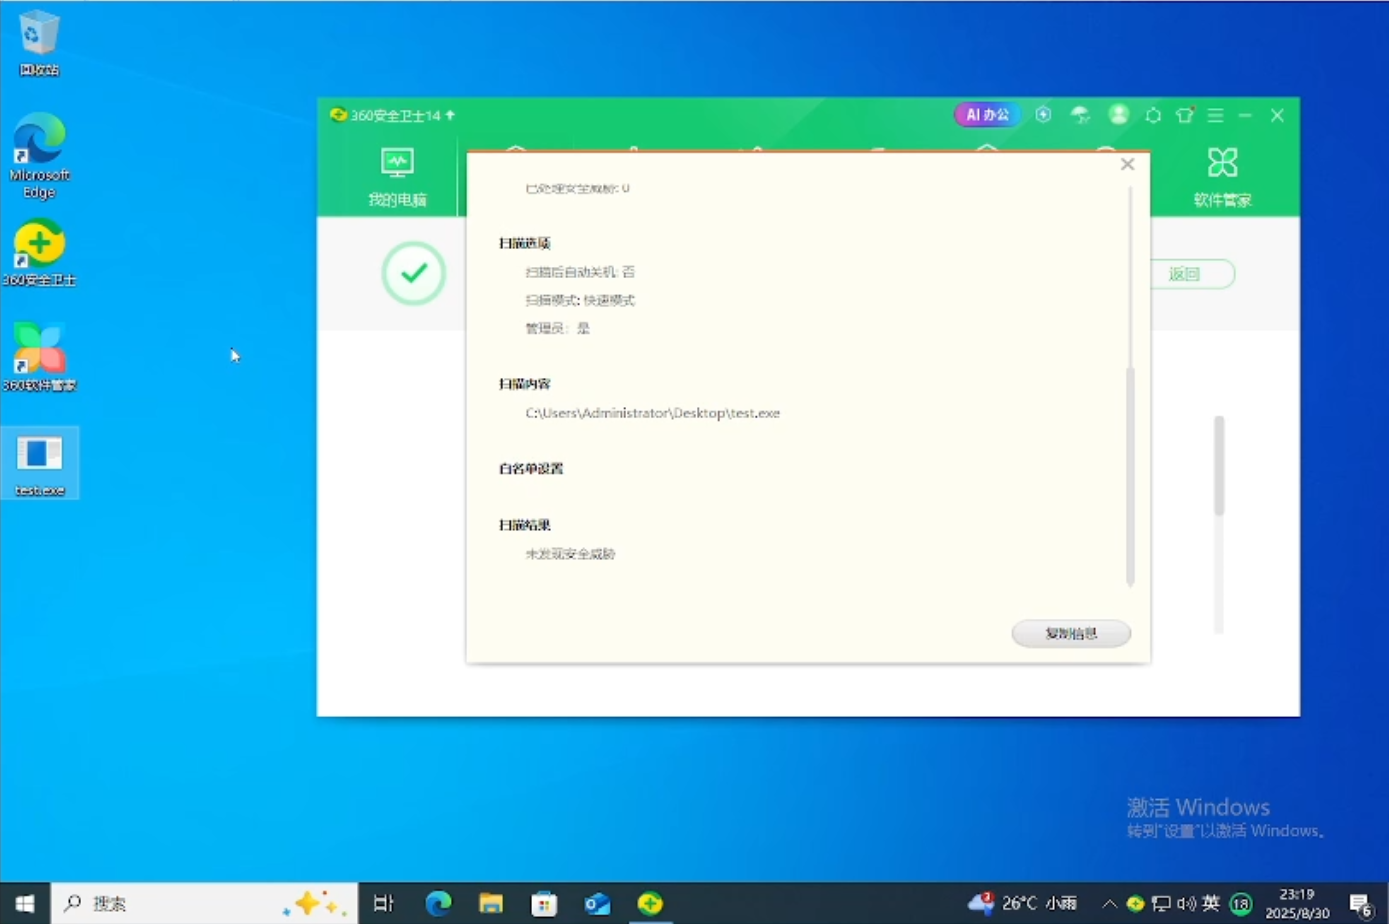 回收站
Microsoft
Edge
360安全卫士
360软件管家
test.exe
360安全卫士14
AI 办公
我的电脑
软件管家
返回
已处理安全威胁: 0
扫描选项
扫描后自动关机: 否
扫描模式: 快速模式
管理员: 是
扫描内容
C:\Users\Administrator\Desktop\test.exe
白名单设置
扫描结果
未发现安全威胁
复制信息
激活 Windows
转到"设置"以激活 Windows。
搜索
26°C 小雨
英
18
23:19
2025/8/30
6